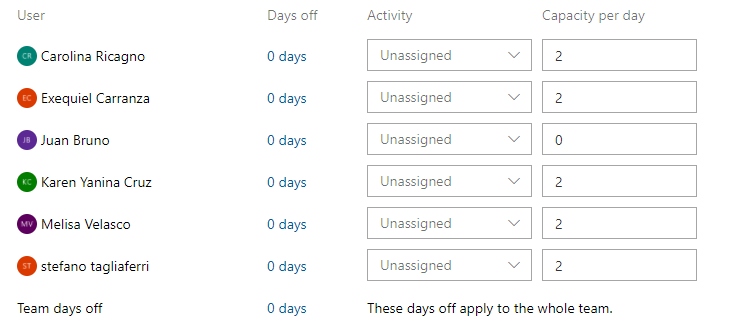 User Days off Activity Capacity per day
CR Carolina Ricagno 0 days Unassigned 2
EC Exequiel Carranza 0 days Unassigned 2
JB Juan Bruno 0 days Unassigned 0
KC Karen Yanina Cruz 0 days Unassigned 2
MV Melisa Velasco 0 days Unassigned 2
ST stefano tagliaferri 0 days Unassigned 2
Team days off 0 days These days off apply to the whole team.